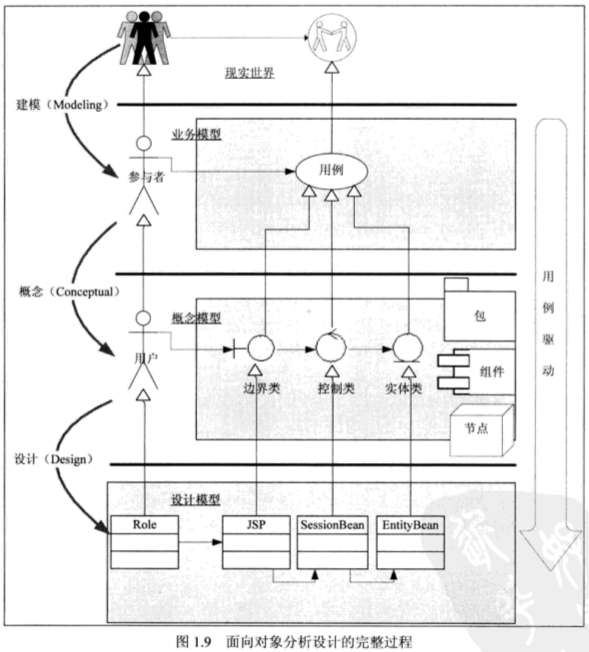 现实世界
建模（Modeling）
业务模型
参与者
用例
概念（Conceptual）
概念模型
用户
边界类
控制类
实体类
包
组件
节点
用例驱动
设计（Design）
设计模型
Role
JSP
SessionBean
EntityBean
图 1.9 面向对象分析设计的完整过程